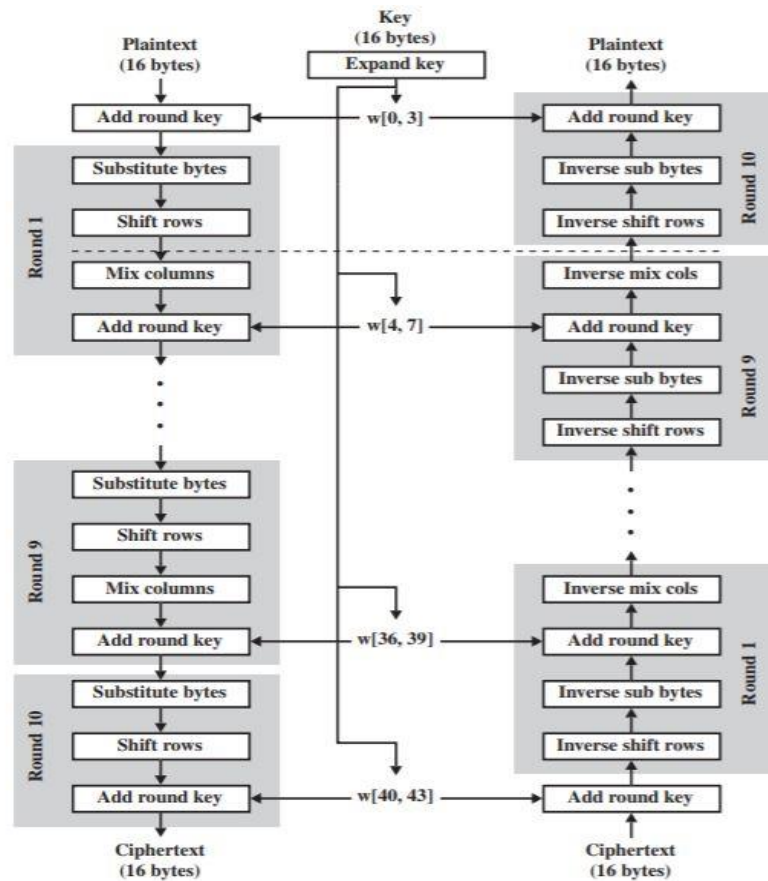 Key
(16 bytes)
Plaintext
(16 bytes)
Expand key
Plaintext
(16 bytes)
Add round key
w[0, 3]
Add round key
Round 1
Substitute bytes
Shift rows
Mix columns
Add round key
w[4, 7]
Inverse sub bytes
Inverse shift rows
Round 10
Inverse mix cols
Add round key
Inverse sub bytes
Inverse shift rows
Round 9
Round 9
Substitute bytes
Shift rows
Mix columns
Add round key
w[36, 39]
Inverse mix cols
Add round key
Inverse sub bytes
Inverse shift rows
Round 1
Round 10
Substitute bytes
Shift rows
Add round key
w[40, 43]
Add round key
Ciphertext
(16 bytes)
Ciphertext
(16 bytes)